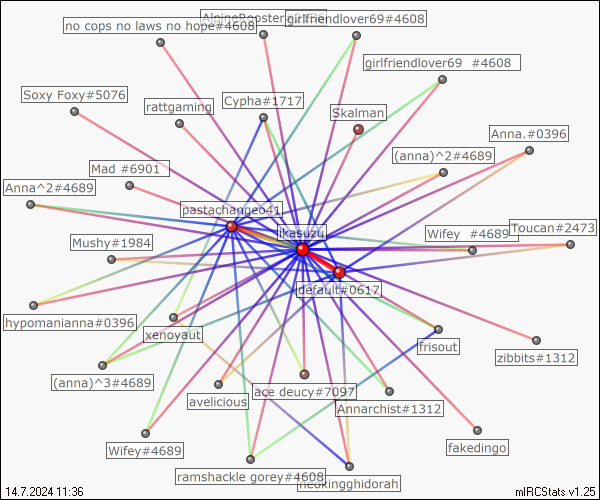 no cops no laws no hope#4608
girlfriendlover69#4608
girlfriendlover69 #4608
Soxy Foxy#5076
rattgaming
Cypha#1717
Skalman
Anna.#0396
(anna)^2#4689
Mad #6901
Anna^2#4689
pastachangeo41
ikasuzu
Wifey #4689
Toucan#2473
Mushy#1984
default#0617
hypomanianna#0396
xenoyaut
frisout
zibbits#1312
(anna)^3#4689
avelicious
ace deucy#7097
Annarchist#1312
Wifey#4689
fakedingo
ramshackle gorey#4608
neokingghidorah
14.7.2024 11:36
mIRCStats v1.25